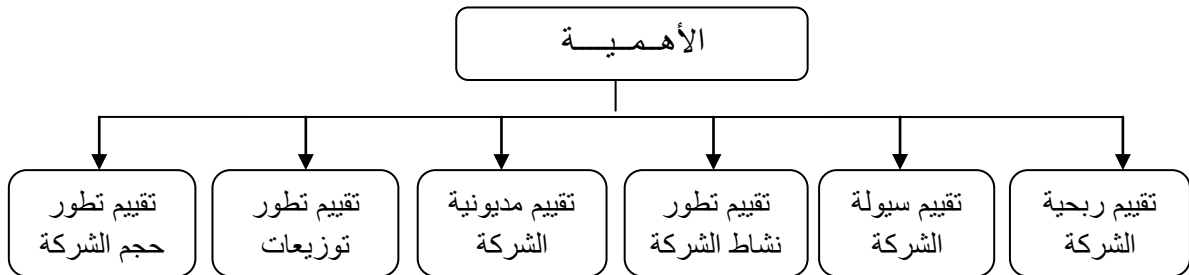 الأهـمـيــــة
تقييم ربحية
الشركة
تقييم سيولة
الشركة
تقييم تطور
نشاط الشركة
تقييم مديونية
الشركة
تقييم تطور
توزيعات
تقييم تطور
حجم الشركة